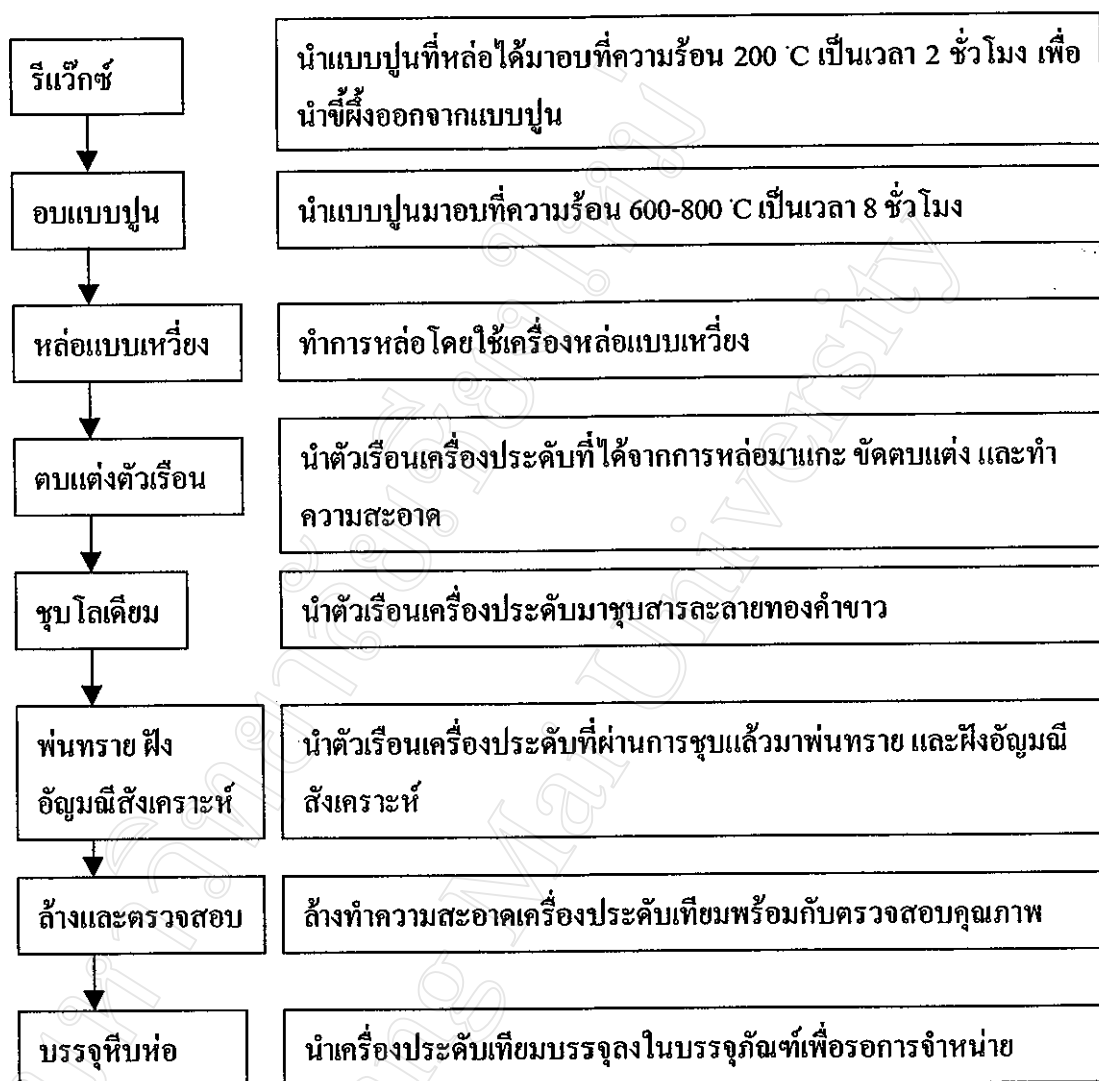 รีแว๊กซ์
นำแบบปูนที่หล่อได้มาอบที่ความร้อน 200 ˚C เป็นเวลา 2 ชั่วโมง เพื่อ
นำขี้ผึ้งออกจากแบบปูน
อบแบบปูน
นำแบบปูนมาอบที่ความร้อน 600-800 ˚C เป็นเวลา 8 ชั่วโมง
หล่อแบบเหวี่ยง
ทำการหล่อโดยใช้เครื่องหล่อแบบเหวี่ยง
ตบแต่งตัวเรือน
นำตัวเรือนเครื่องประดับที่ได้จากการหล่อมาแกะ ขัดตบแต่ง และทำ
ความสะอาด
ชุบโลเดียม
นำตัวเรือนเครื่องประดับมาชุบสารละลายทองคำขาว
พ่นทราย ฝัง
อัญมณีสังเคราะห์
นำตัวเรือนเครื่องประดับที่ผ่านการชุบแล้วมาพ่นทราย และฝังอัญมณี
สังเคราะห์
ล้างและตรวจสอบ
ล้างทำความสะอาดเครื่องประดับเทียมพร้อมกับตรวจสอบคุณภาพ
บรรจุหีบห่อ
นำเครื่องประดับเทียมบรรจุลงในบรรจุภัณฑ์เพื่อรอการจำหน่าย